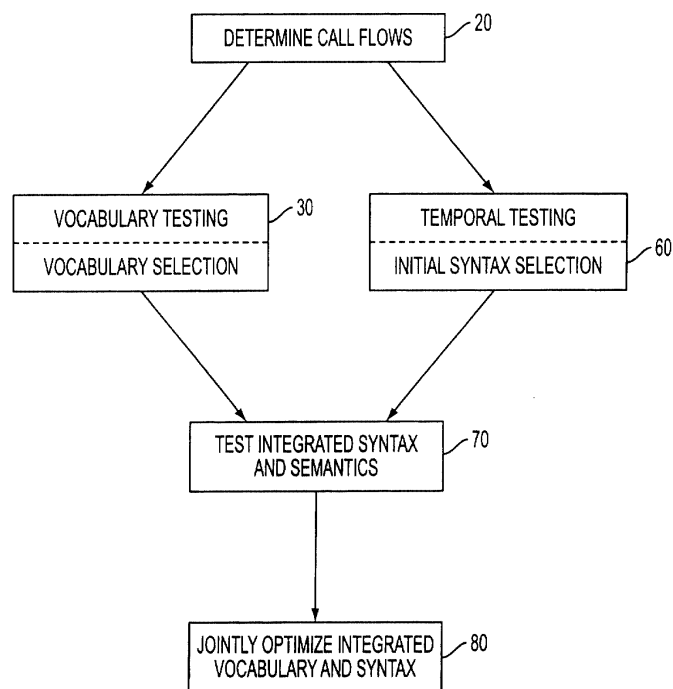 DETERMINE CALL FLOWS
20
VOCABULARY TESTING
30
VOCABULARY SELECTION
TEMPORAL TESTING
INITIAL SYNTAX SELECTION
60
TEST INTEGRATED SYNTAX
AND SEMANTICS
70
JOINTLY OPTIMIZE INTEGRATED
VOCABULARY AND SYNTAX
80